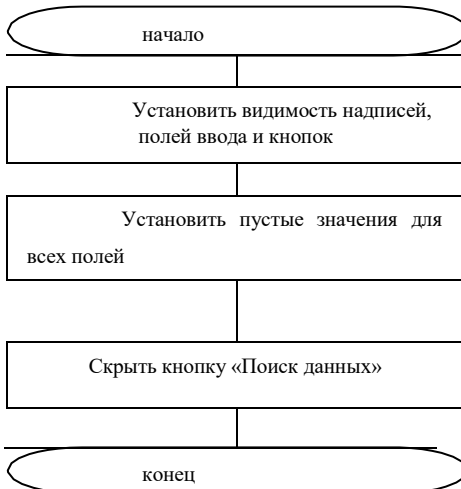 начало
Установить видимость надписей,
полей ввода и кнопок
Установить пустые значения для
всех полей
Скрыть кнопку «Поиск данных»
конец